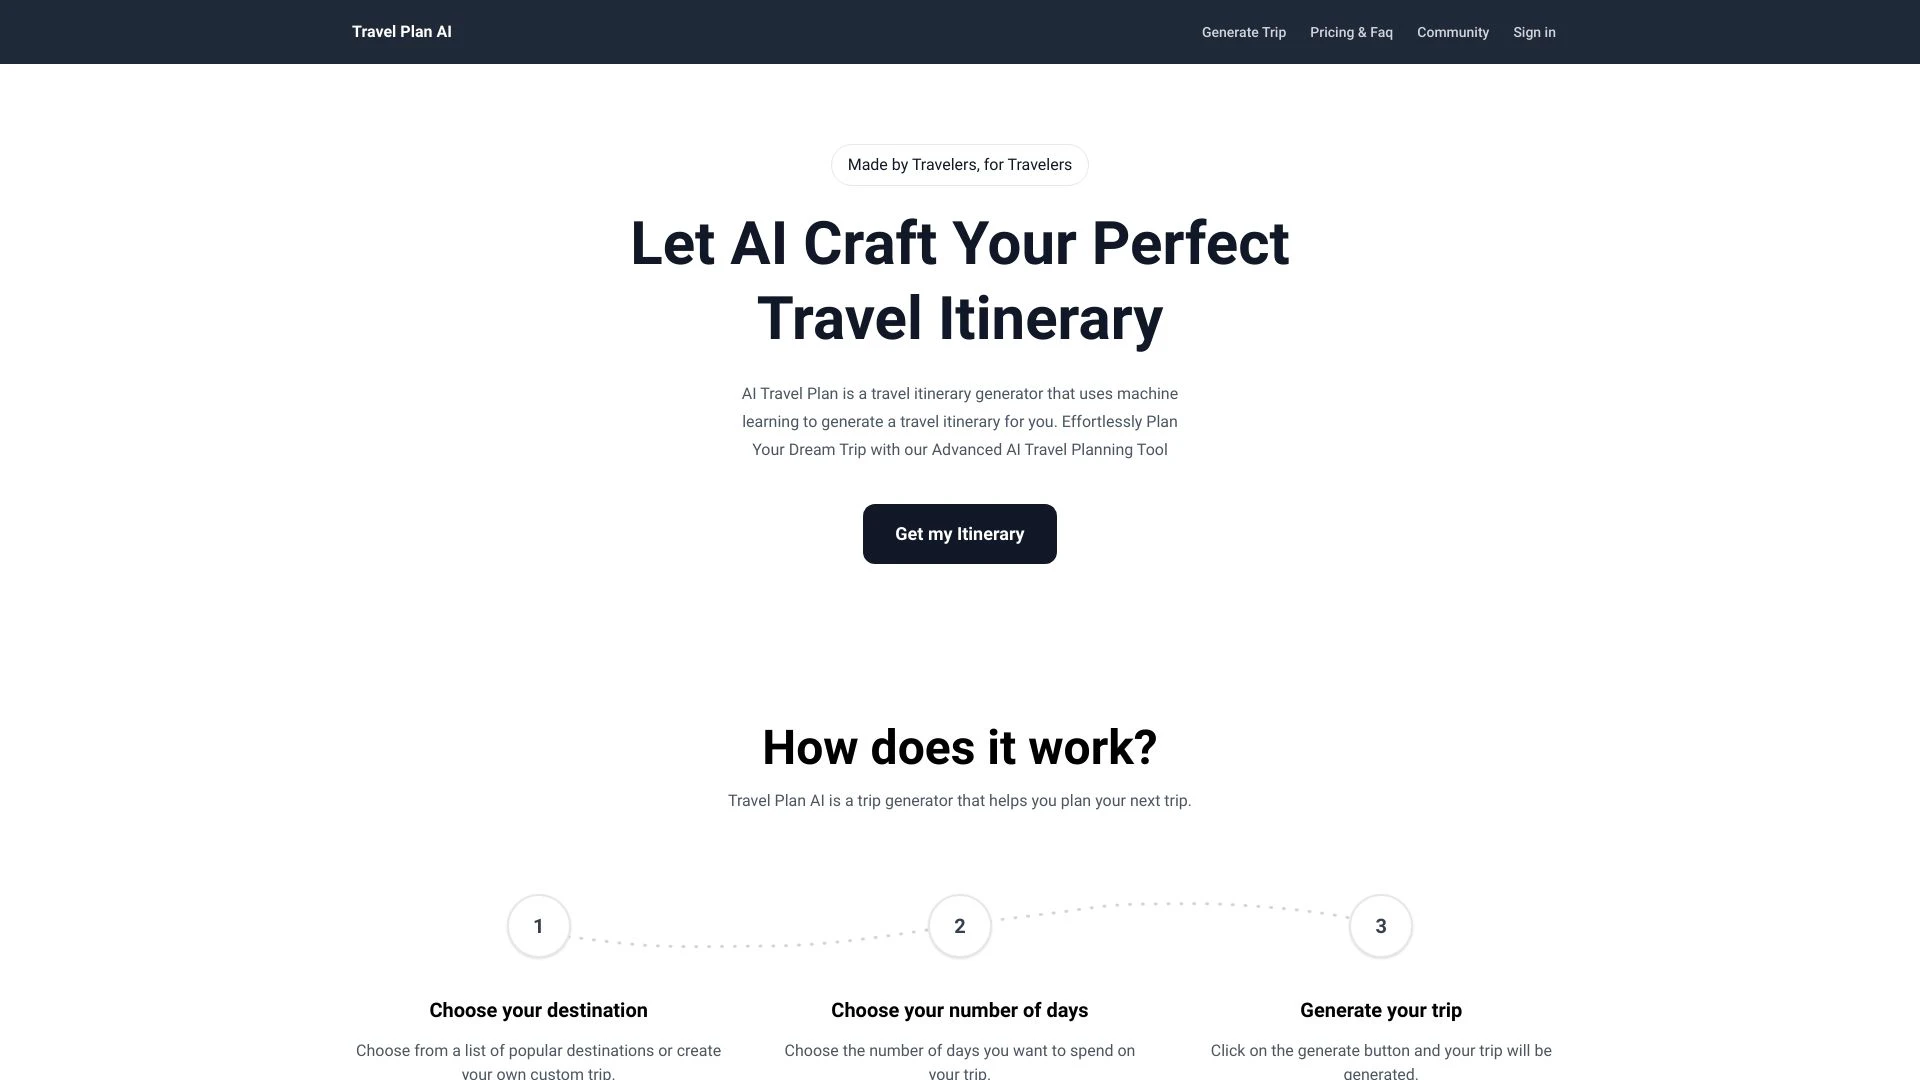 Travel Plan AI
Generate Trip
Pricing & Faq
Community
Sign in
Made by Travelers, for Travelers
Let AI Craft Your Perfect
Travel Itinerary
AI Travel Plan is a travel itinerary generator that uses machine
learning to generate a travel itinerary for you. Effortlessly Plan
Your Dream Trip with our Advanced AI Travel Planning Tool
Get my Itinerary
How does it work?
Travel Plan AI is a trip generator that helps you plan your next trip.
1
2
3
Choose your destination
Choose from a list of popular destinations or create
your own custom trip.
Choose your number of days
Choose the number of days you want to spend on
your trip.
Generate your trip
Click on the generate button and your trip will be
generated.